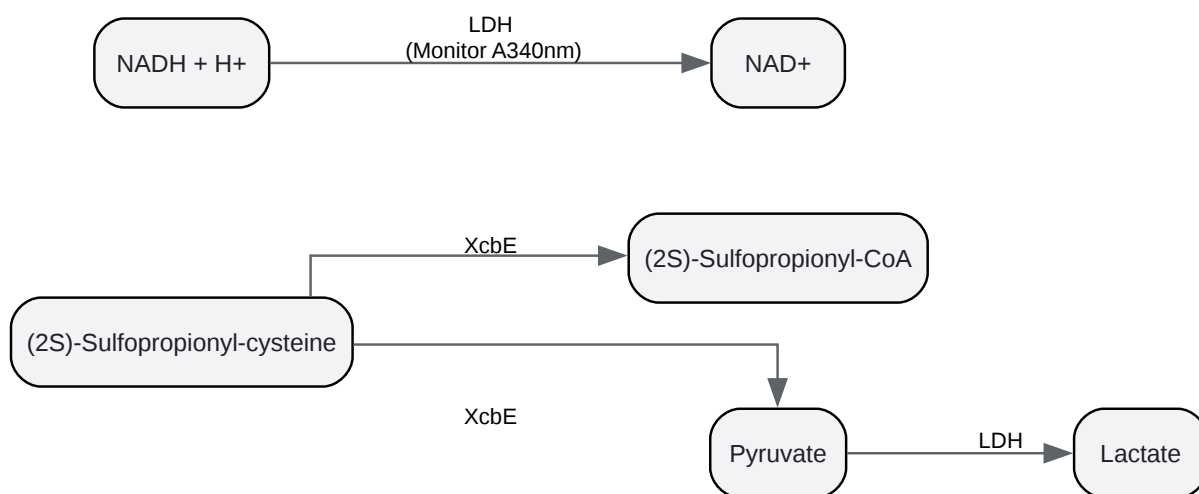 LDH
(Monitor A340nm)
NADH + H+
NAD+
XcbE
(2S)-Sulfopropionyl-CoA
(2S)-Sulfopropionyl-cysteine
XcbE
Pyruvate
LDH
Lactate